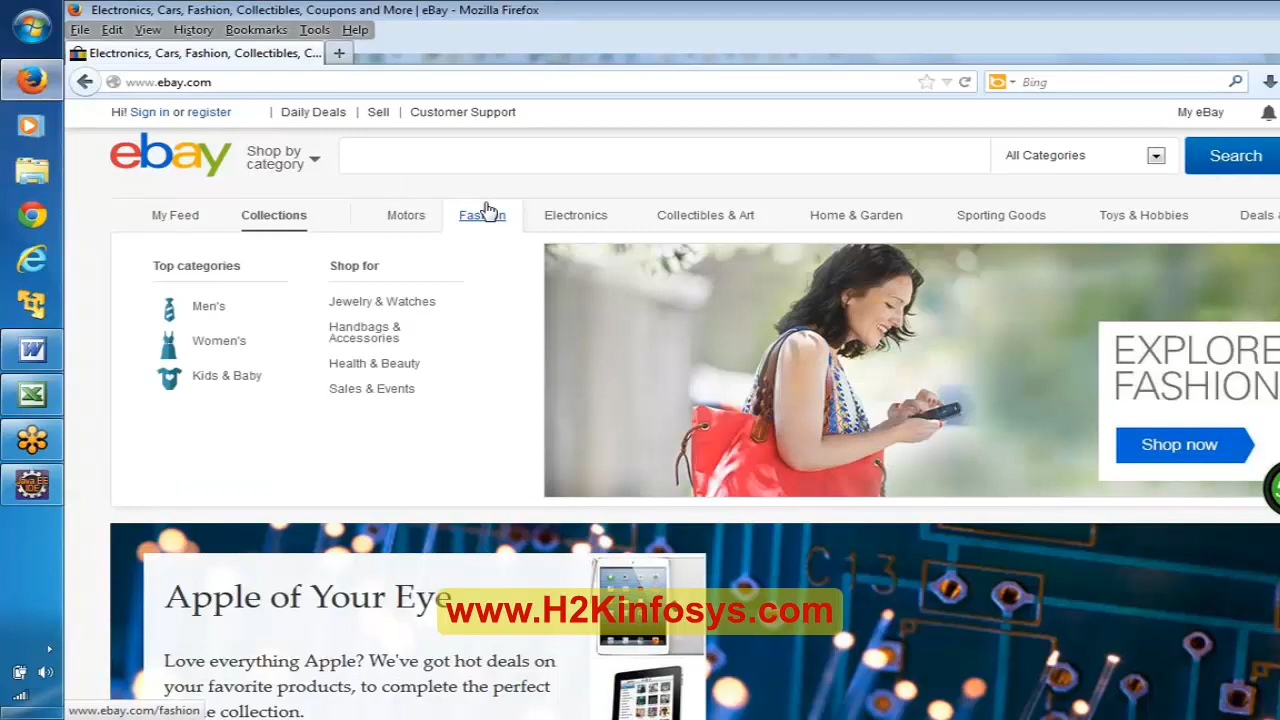 Electronics, Cars, Fashion, Collectibles, Coupons and More | eBay - Mozilla Firefox
File Edit View History Bookmarks Tools Help
Electronics, Cars, Fashion, Collectibles, C... +
www.ebay.com
Bing
Hi! Sign in or register | Daily Deals | Sell | Customer Support
My eBay
ebay
Shop by
category
All Categories
Search
My Feed Collections Motors Fashion Electronics Collectibles & Art Home & Garden Sporting Goods Toys & Hobbies Deals &
Top categories
Men's
Women's
Kids & Baby
Shop for
Jewelry & Watches
Handbags &
Accessories
Health & Beauty
Sales & Events
EXPLORE
FASHION
Shop now
C13
Apple of Your Eye
www.H2Kinfosys.com
Love everything Apple? We've got hot deals on
your favorite products, to complete the perfect
collection.
www.ebay.com/fashion
Java EE
IDE